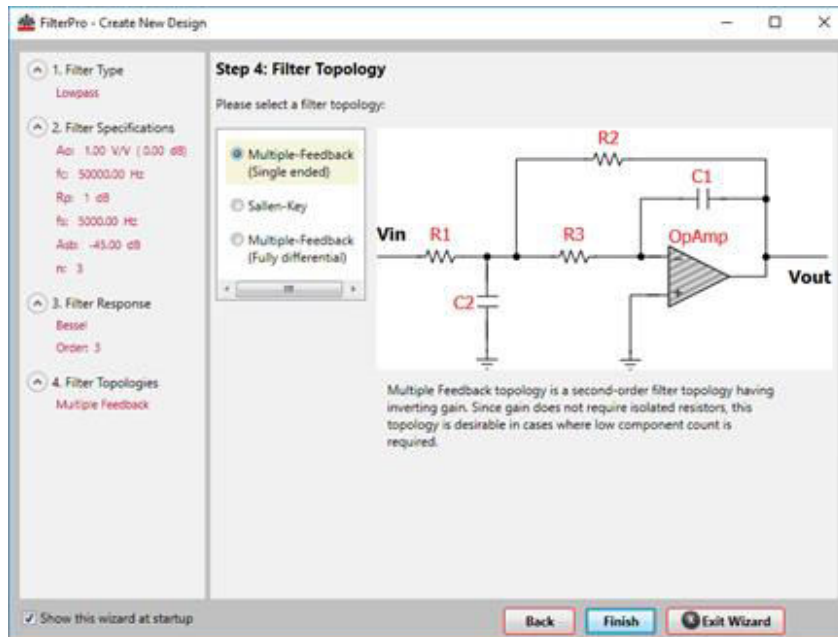 FilterPro - Create New Design
1. Filter Type
Lowpass
2. Filter Specifications
Ao: 1.00 V/V ( 0.00 dB)
fc: 50000.00 Hz
Rp: 1 dB
fs: 5000.00 Hz
Asb: -45.00 dB
n: 3
3. Filter Response
Bessel
Order: 3
4. Filter Topologies
Multiple Feedback
Step 4: Filter Topology
Please select a filter topology:
Multiple-Feedback
(Single ended)
Sallen-Key
Multiple-Feedback
(Fully differential)
R2
C1
Vin
R1
R3
OpAmp
C2
Vout
Multiple Feedback topology is a second-order filter topology having
inverting gain. Since gain does not require isolated resistors, this
topology is desirable in cases where low component count is
required.
Show this wizard at startup
Back
Finish
Exit Wizard